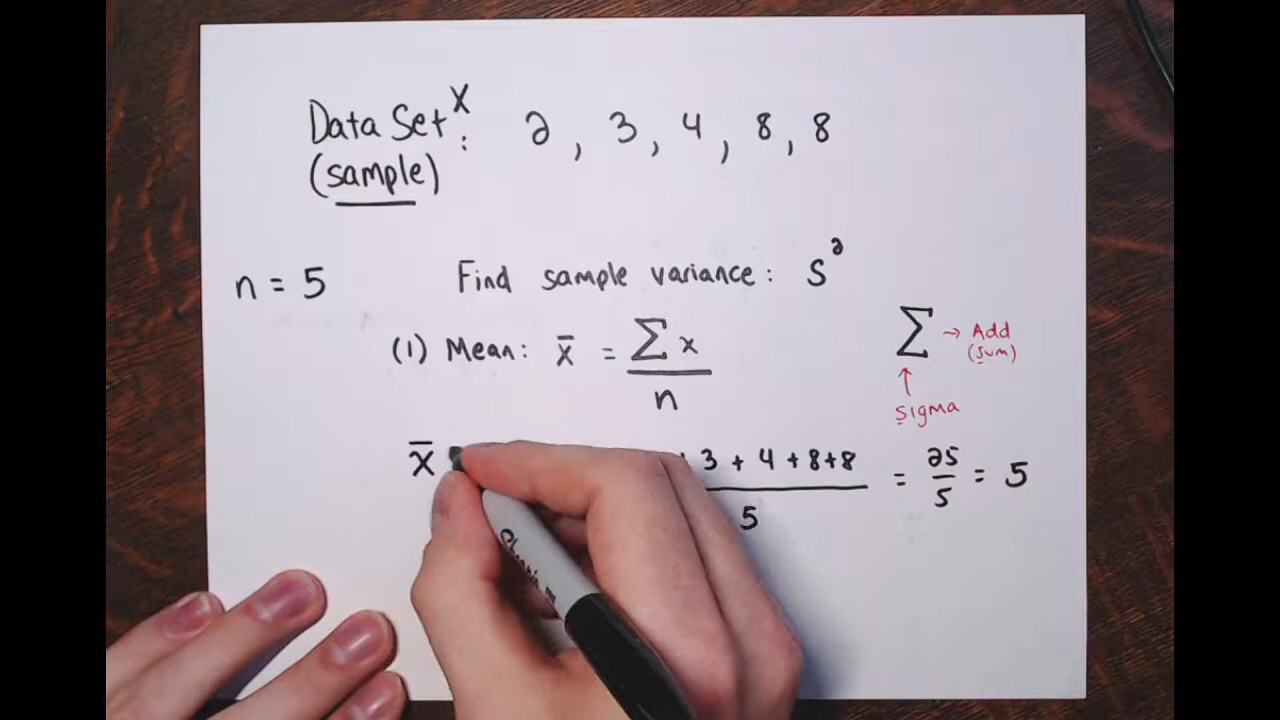 Data Set X : 2 , 3 , 4 , 8 , 8
(sample)
n = 5
Find sample variance: S²
(1) Mean: x̄ = Σ x / n
Σ → Add
(sum)
↑
Sigma
x̄
3 + 4 + 8 + 8 / 5 = 25 / 5 = 5